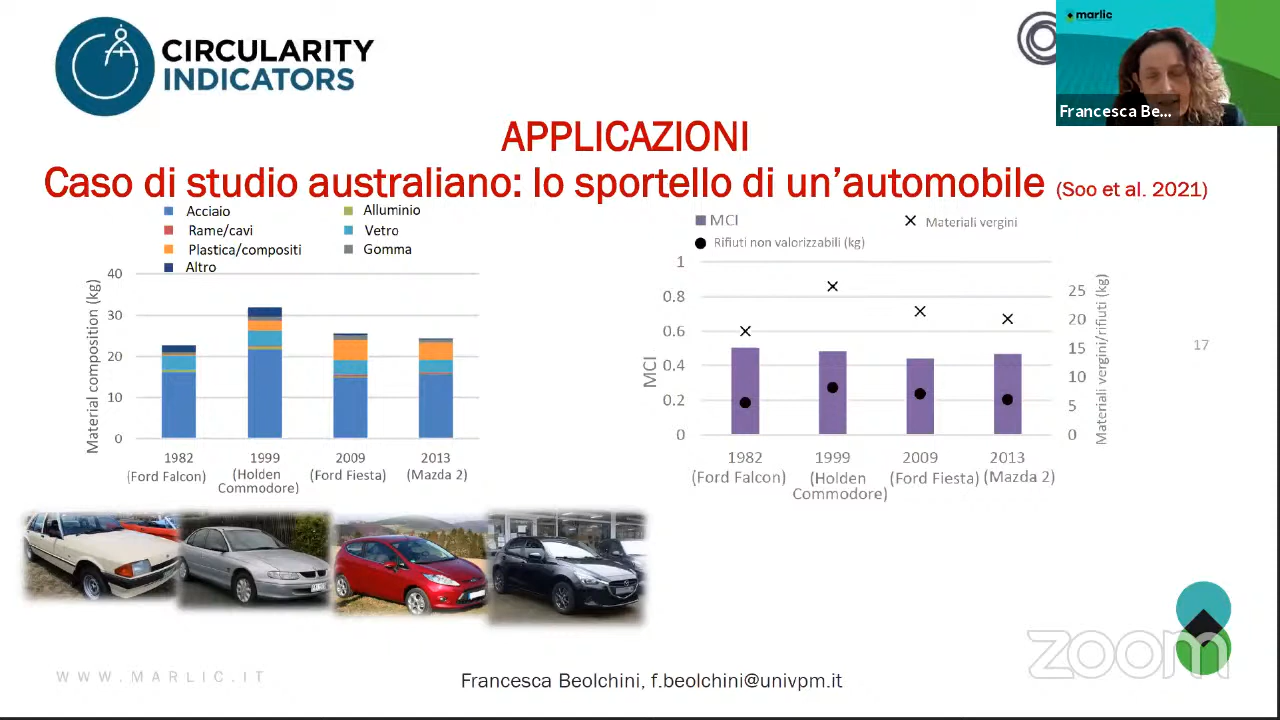 CIRCULARITY
INDICATORS
marlic
Francesca Be...
APPLICAZIONI
Caso di studio australiano: lo sportello di un'automobile (Soo et al. 2021)
Acciaio
Alluminio
Rame/cavi
Vetro
Plastica/compositi
Gomma
Altro
Material composition (kg)
40
30
20
10
0
1982
(Ford Falcon)
1999
(Holden
Commodore)
2009
(Ford Fiesta)
2013
(Mazda 2)
MCI
Materiali vergini
Rifiuti non valorizzabili (kg)
MCI
1
0.8
0.6
0.4
0.2
0
25
20
15
10
5
0
Materiali vergini/rifiuti (kg)
1982
(Ford Falcon)
1999
(Holden
Commodore)
2009
(Ford Fiesta)
2013
(Mazda 2)
17
WWW.MARLIC.IT
Francesca Beolchini, f.beolchini@univpm.it
zoom